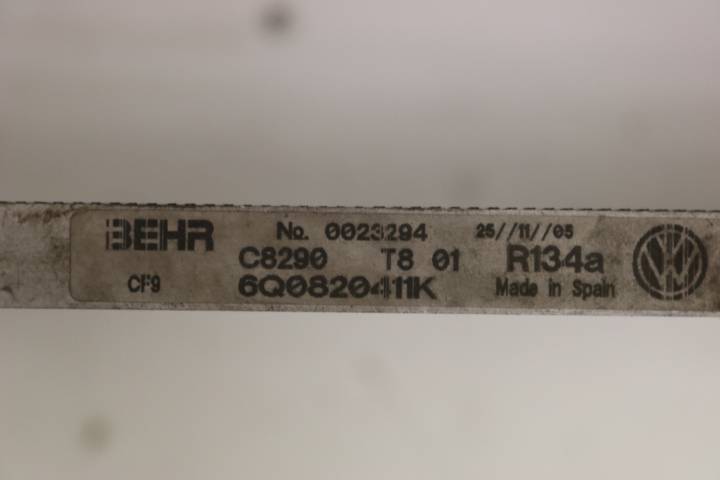 BEHR No. 0023294 25//11//05
C8290 T8 01 R134a
CF9 6Q0820411K Made in Spain